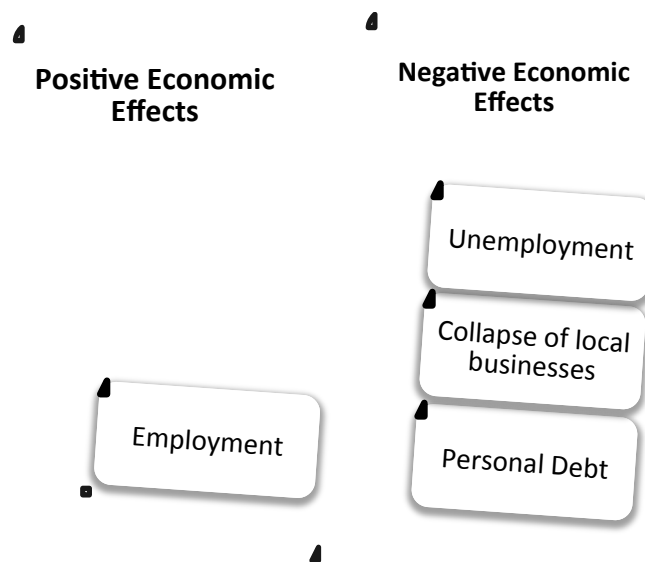 Positive Economic
Effects
Employment
Negative Economic
Effects
Unemployment
Collapse of local
businesses
Personal Debt